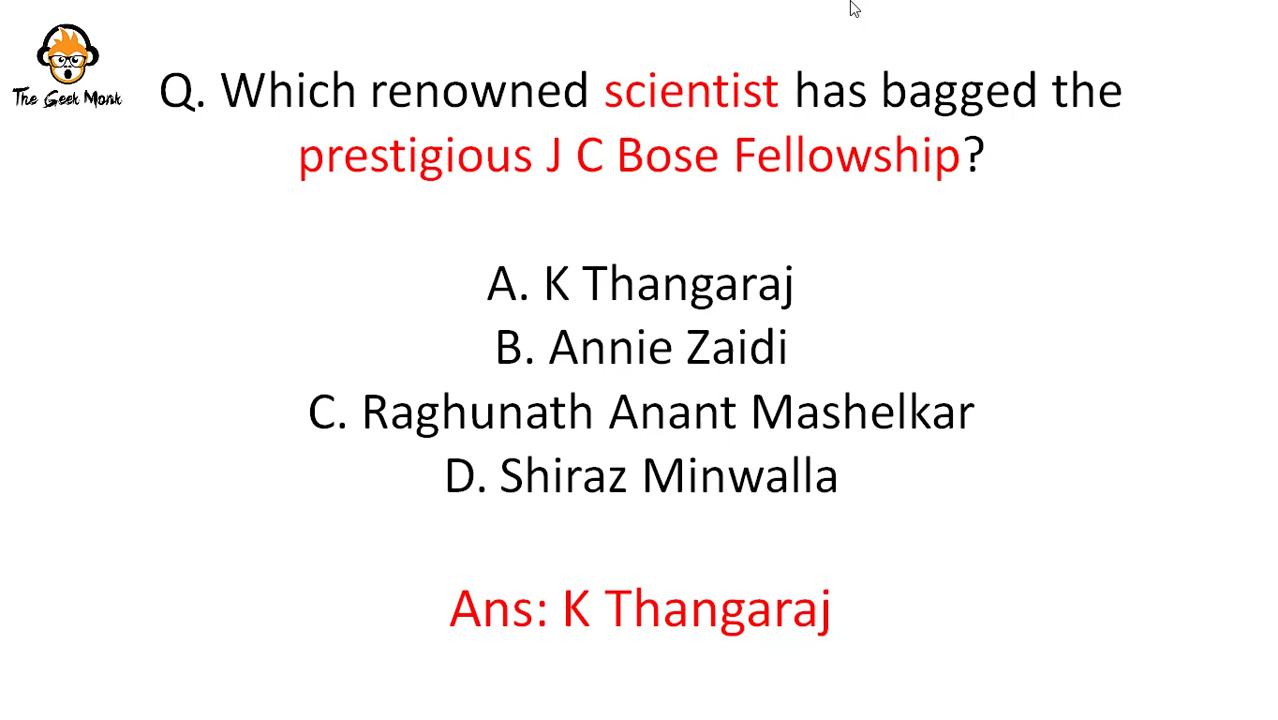 The Geek Monk
Q. Which renowned scientist has bagged the
prestigious J C Bose Fellowship?
A. K Thangaraj
B. Annie Zaidi
C. Raghunath Anant Mashelkar
D. Shiraz Minwalla
Ans: K Thangaraj